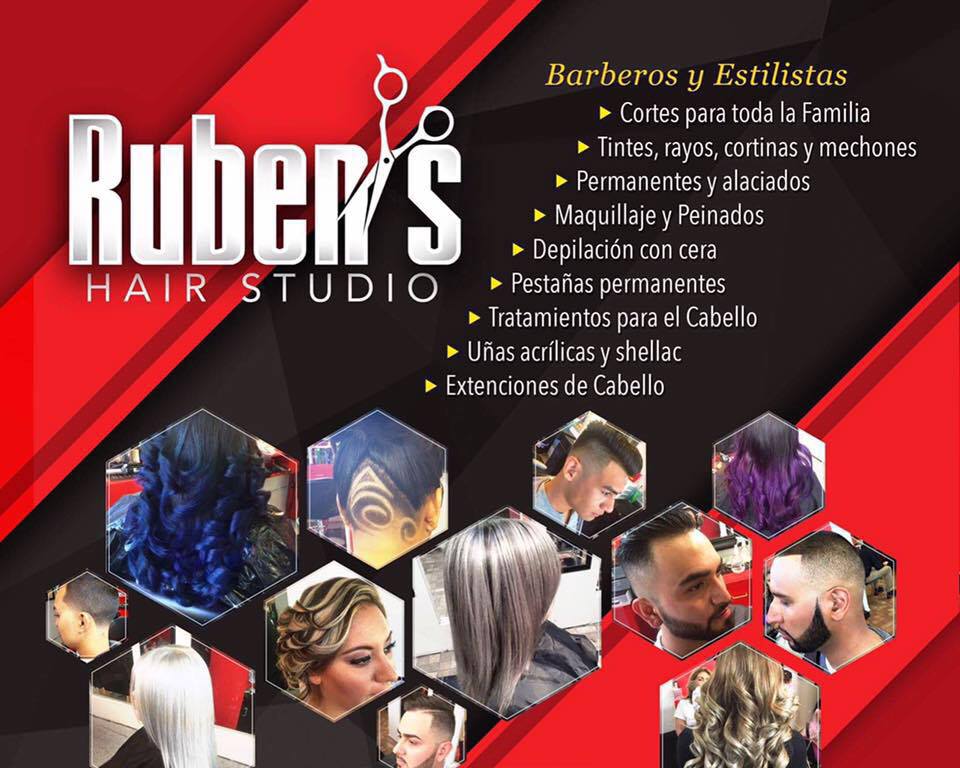 Ruben's
HAIR STUDIO
Barberos y Estilistas
Cortes para toda la Familia
Tintes, rayos, cortinas y mechones
Permanentes y alaciados
Maquillaje y Peinados
Depilación con cera
Pestañas permanentes
Tratamientos para el Cabello
Uñas acrílicas y shellac
Extenciones de Cabello